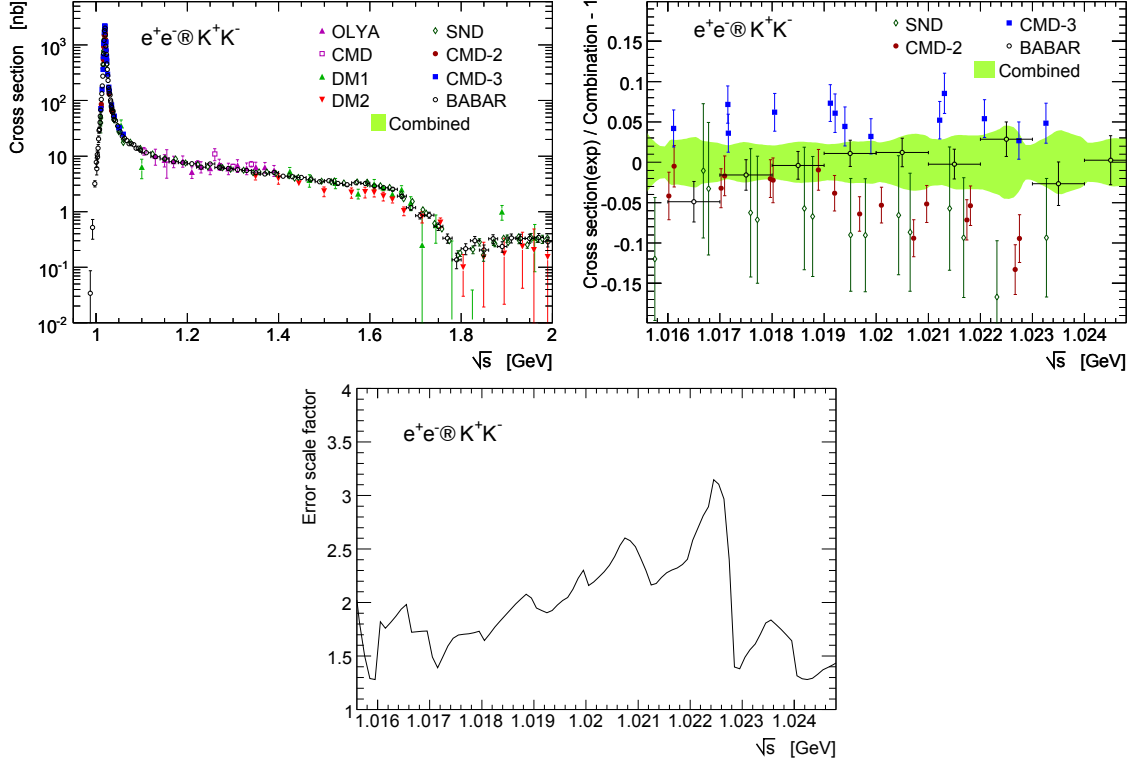 Cross section [nb]
e⁺e⁻® K⁺K⁻
OLYA
CMD
DM1
DM2
SND
CMD-2
CMD-3
BABAR
Combined
10³
10²
10
1
10⁻¹
10⁻²
1 1.2 1.4 1.6 1.8 2
√s [GeV]
Cross section(exp) / Combination - 1
e⁺e⁻® K⁺K⁻
SND
CMD-2
CMD-3
BABAR
Combined
0.15
0.1
0.05
0
-0.05
-0.1
-0.15
1.016 1.017 1.018 1.019 1.02 1.021 1.022 1.023 1.024
√s [GeV]
Error scale factor
e⁺e⁻® K⁺K⁻
4
3.5
3
2.5
2
1.5
1
1.016 1.017 1.018 1.019 1.02 1.021 1.022 1.023 1.024
√s [GeV]